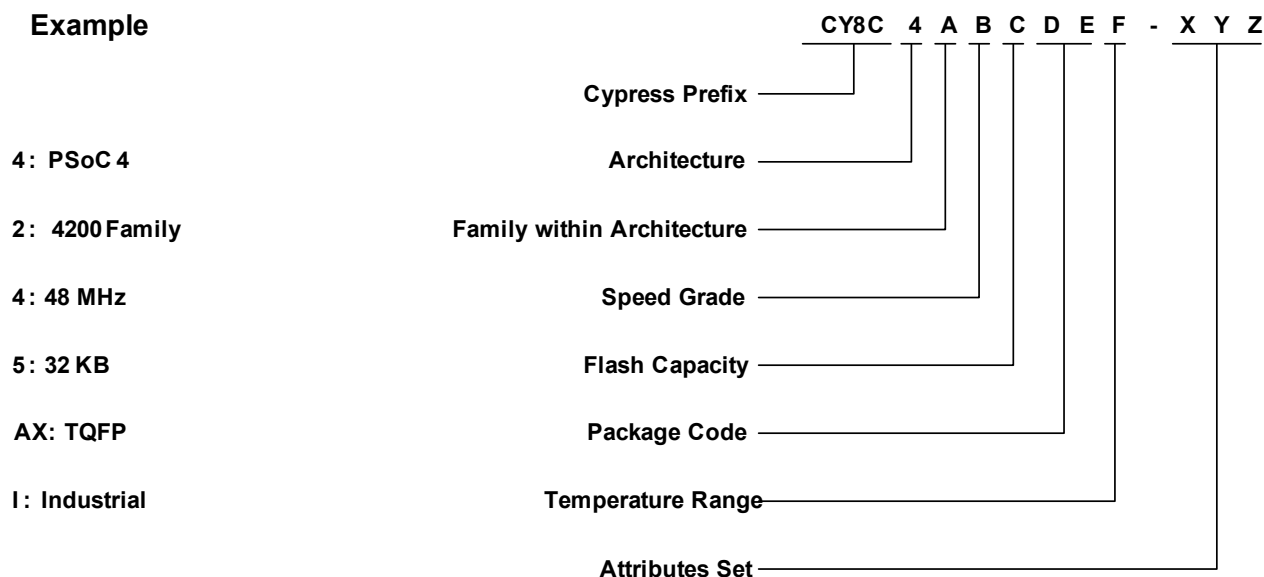 Example CY8C 4 A B C D E F - X Y Z
Cypress Prefix
4: PSoC 4 Architecture
2: 4200 Family Family within Architecture
4: 48 MHz Speed Grade
5: 32 KB Flash Capacity
AX: TQFP Package Code
I: Industrial Temperature Range
Attributes Set